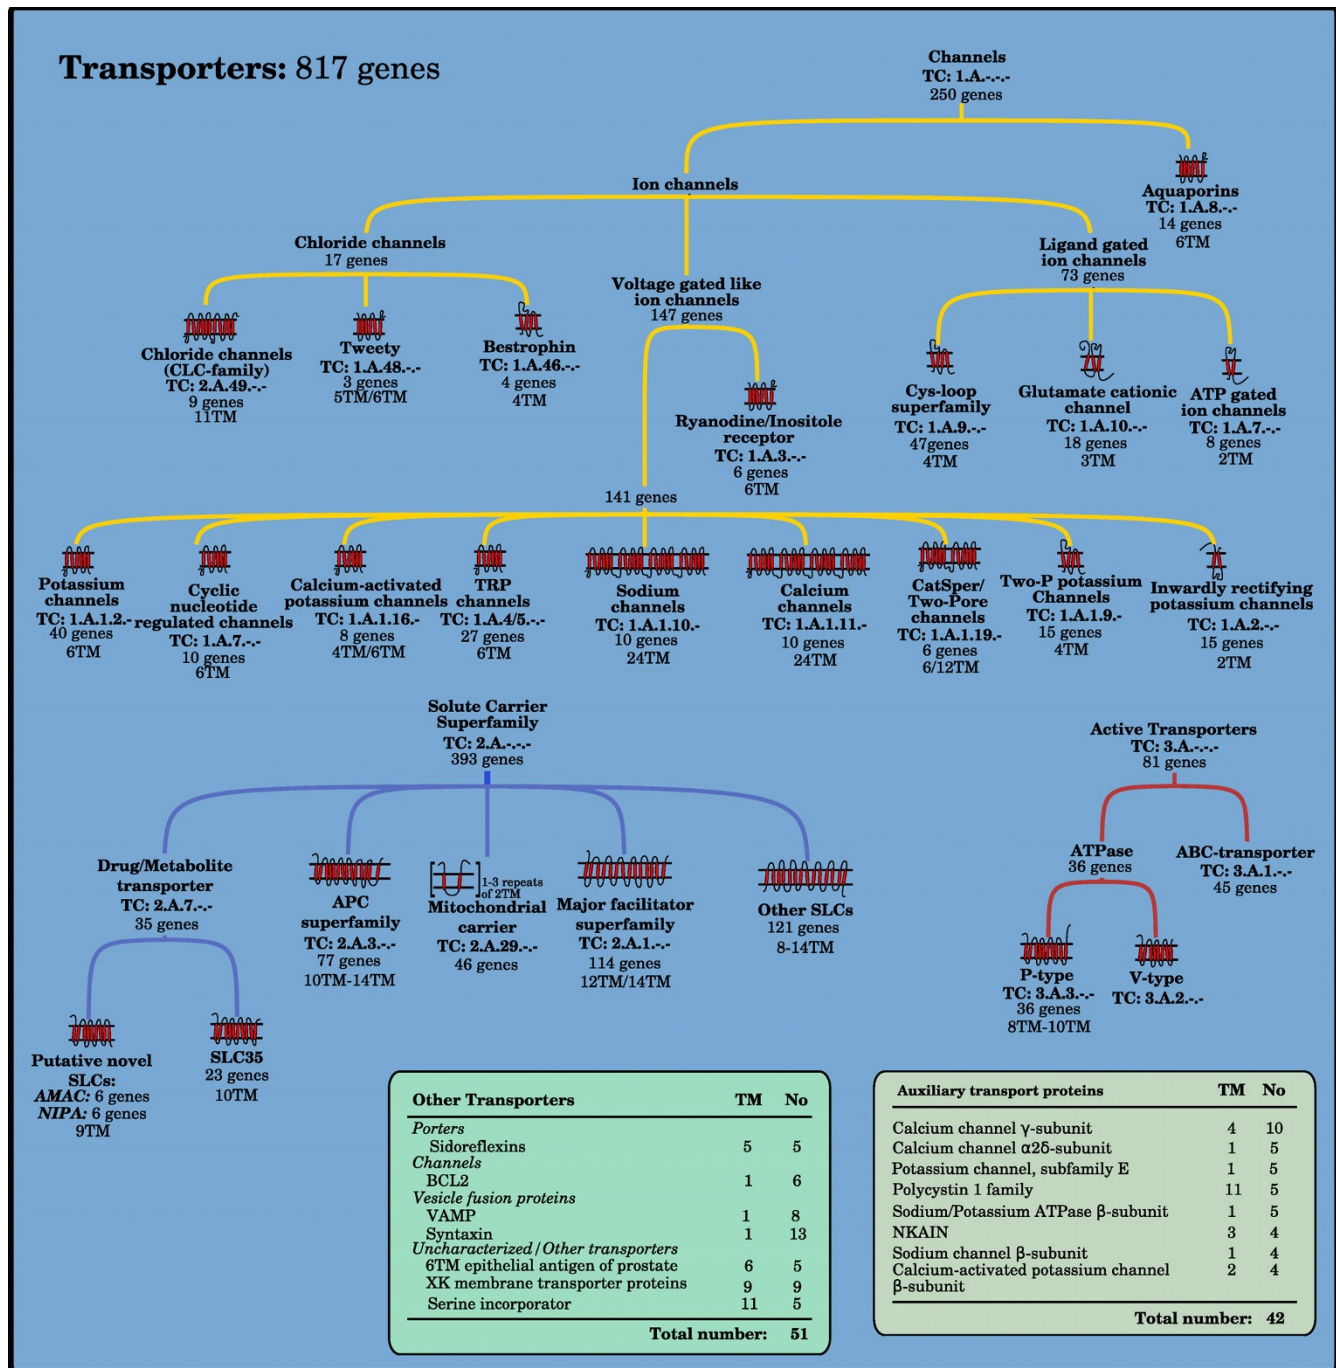 Transporters: 817 genes
Channels
TC: 1.A.-.-.-
250 genes
Ion channels
Aquaporins
TC: 1.A.8.-.-
14 genes
6TM
Chloride channels
17 genes
Voltage gated like
ion channels
147 genes
Ligand gated
ion channels
73 genes
Chloride channels
(CLC-family)
TC: 2.A.49.-.-
9 genes
11TM
Tweety
TC: 1.A.48.-.-
3 genes
5TM/6TM
Bestrophin
TC: 1.A.46.-.-
4 genes
4TM
Ryanodine/Inositole
receptor
TC: 1.A.3.-.-
6 genes
6TM
Cys-loop
superfamily
TC: 1.A.9.-.-
47genes
4TM
Glutamate cationic
channel
TC: 1.A.10.-.-
18 genes
3TM
ATP gated
ion channels
TC: 1.A.7.-.-
8 genes
2TM
141 genes
Potassium
channels
TC: 1.A.1.2.-
40 genes
6TM
Cyclic
nucleotide
regulated channels
TC: 1.A.7.-.-
10 genes
6TM
Calcium-activated
potassium channels
TC: 1.A.1.16.-
8 genes
4TM/6TM
TRP
channels
TC: 1.A.4/5.-.-
27 genes
6TM
Sodium
channels
TC: 1.A.1.10.-
10 genes
24TM
Calcium
channels
TC: 1.A.1.11.-
10 genes
24TM
CatSper/
Two-Pore
channels
TC: 1.A.1.19.-
6 genes
6/12TM
Two-P potassium
Channels
TC: 1.A.1.9.-
15 genes
4TM
Inwardly rectifying
potassium channels
TC: 1.A.2.-.-
15 genes
2TM
Solute Carrier
Superfamily
TC: 2.A.-.-.-
393 genes
Drug/Metabolite
transporter
TC: 2.A.7.-.-
35 genes
APC
superfamily
TC: 2.A.3.-.-
77 genes
10TM-14TM
1-3 repeats
of 2TM
Mitochondrial
carrier
TC: 2.A.29.-.-
46 genes
Major facilitator
superfamily
TC: 2.A.1.-.-
114 genes
12TM/14TM
Other SLCs
121 genes
8-14TM
Putative novel
SLCs:
AMAC: 6 genes
NIPA: 6 genes
9TM
SLC35
23 genes
10TM
Active Transporters
TC: 3.A.-.-.-
81 genes
ATPase
36 genes
ABC-transporter
TC: 3.A.1.-.-
45 genes
P-type
TC: 3.A.3.-.-
36 genes
8TM-10TM
V-type
TC: 3.A.2.-.-
Other Transporters TM No
Porters
Sidoreflexins 5 5
Channels
BCL2 1 6
Vesicle fusion proteins
VAMP 1 8
Syntaxin 1 13
Uncharacterized/Other transporters
6TM epithelial antigen of prostate 6 5
XK membrane transporter proteins 9 9
Serine incorporator 11 5
Total number: 51
Auxiliary transport proteins TM No
Calcium channel γ-subunit 4 10
Calcium channel α2δ-subunit 1 5
Potassium channel, subfamily E 1 5
Polycystin 1 family 11 5
Sodium/Potassium ATPase β-subunit 1 5
NKAIN 3 4
Sodium channel β-subunit 1 4
Calcium-activated potassium channel 2 4
β-subunit
Total number: 42